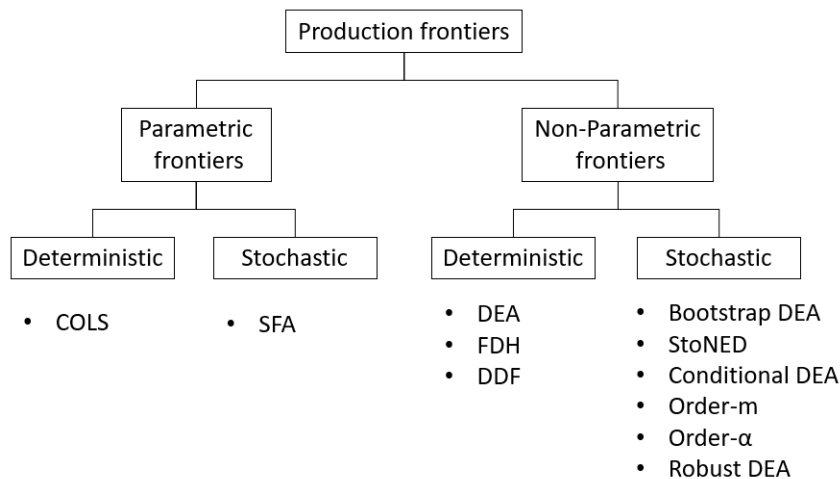 Production frontiers
Parametric
frontiers
Non-Parametric
frontiers
Deterministic
Stochastic
Deterministic
Stochastic
• COLS
• SFA
• DEA
• FDH
• DDF
• Bootstrap DEA
• StoNED
• Conditional DEA
• Order-m
• Order-α
• Robust DEA